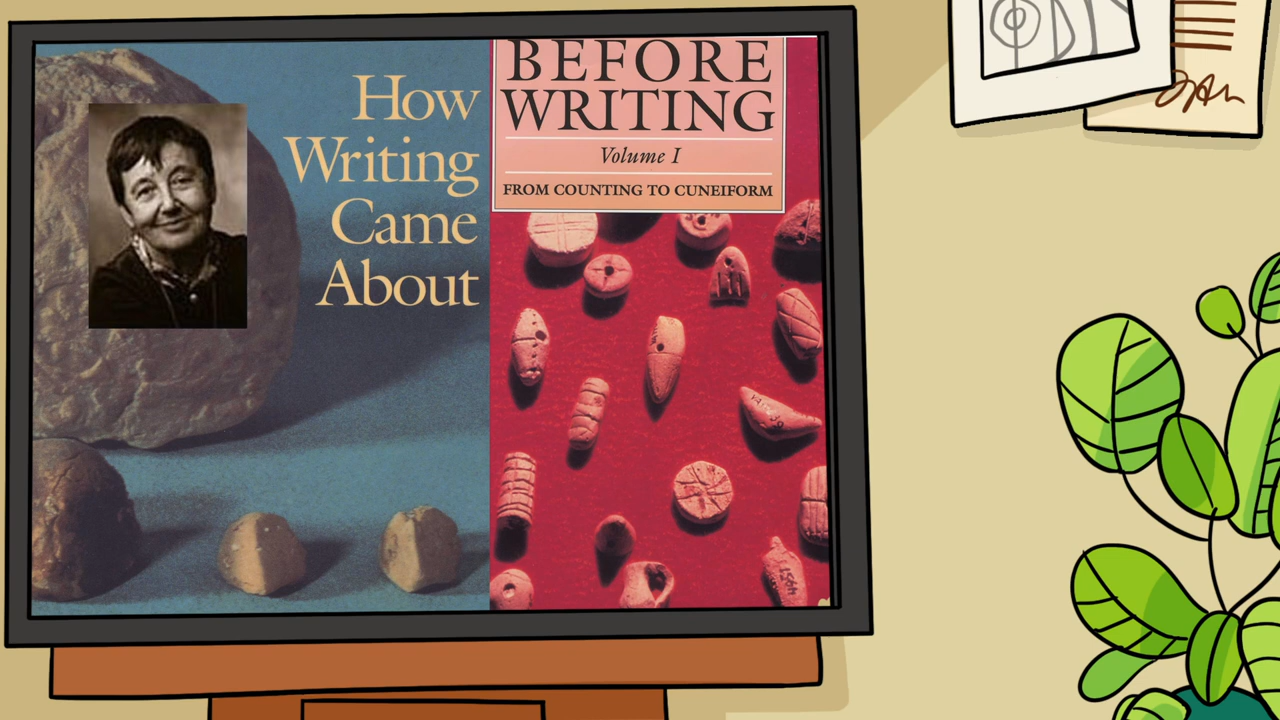 How
Writing
Came
About
BEFORE
WRITING
Volume I
FROM COUNTING TO CUNEIFORM